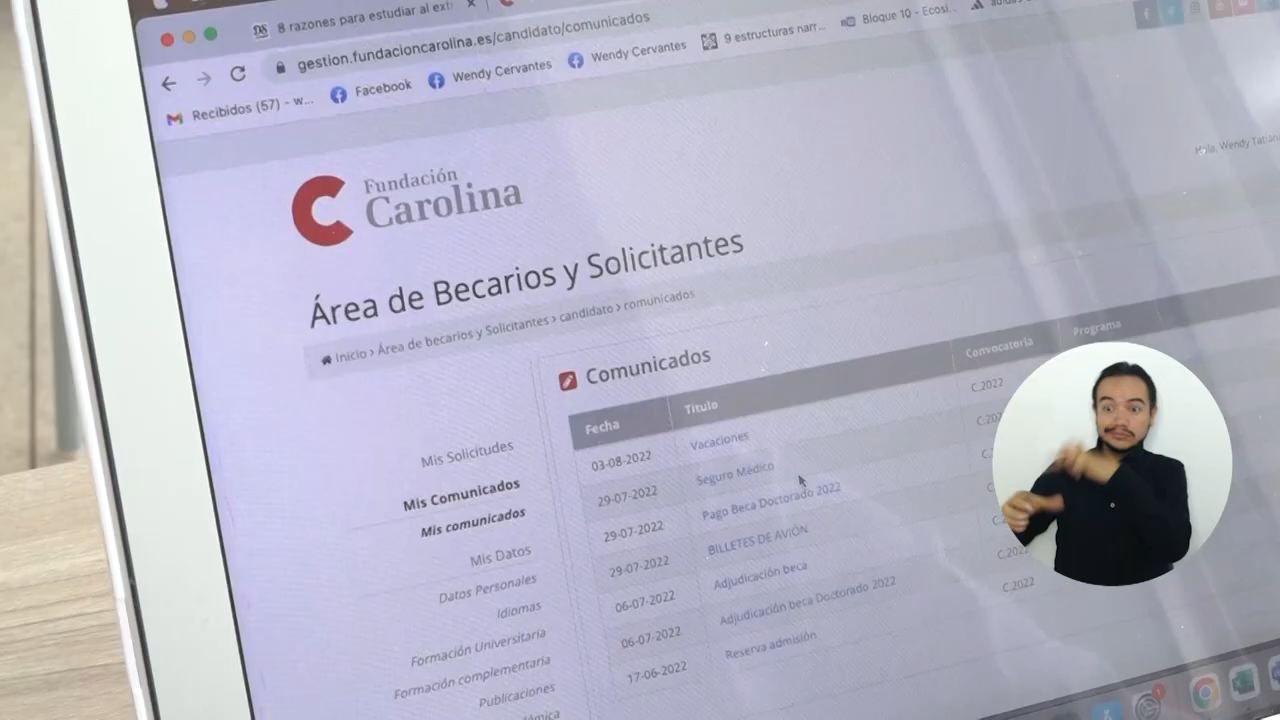 8 razones para estudiar al ext
gestion.fundacioncarolina.es/candidato/comunicados
Recibidos (57) - w...
Facebook
Wendy Cervantes
Wendy Cervantes
9 estructuras narr...
Bloque 10 - Ecosi...
Hola, Wendy Tatian
Fundación
Carolina
Área de Becarios y Solicitantes
Inicio > Área de becarios y Solicitantes > candidato > comunicados
Mis Solicitudes
Mis Comunicados
Mis comunicados
Mis Datos
Datos Personales
Idiomas
Formación Universitaria
Formación complementaria
Publicaciones
Comunicados
Fecha Título Convocatoria Programa
03-08-2022 Vacaciones C.2022
29-07-2022 Seguro Médico
29-07-2022 Pago Beca Doctorado 2022
29-07-2022 BILLETES DE AVIÓN
06-07-2022 Adjudicación beca
06-07-2022 Adjudicación beca Doctorado 2022
17-06-2022 Reserva admisión C.2022